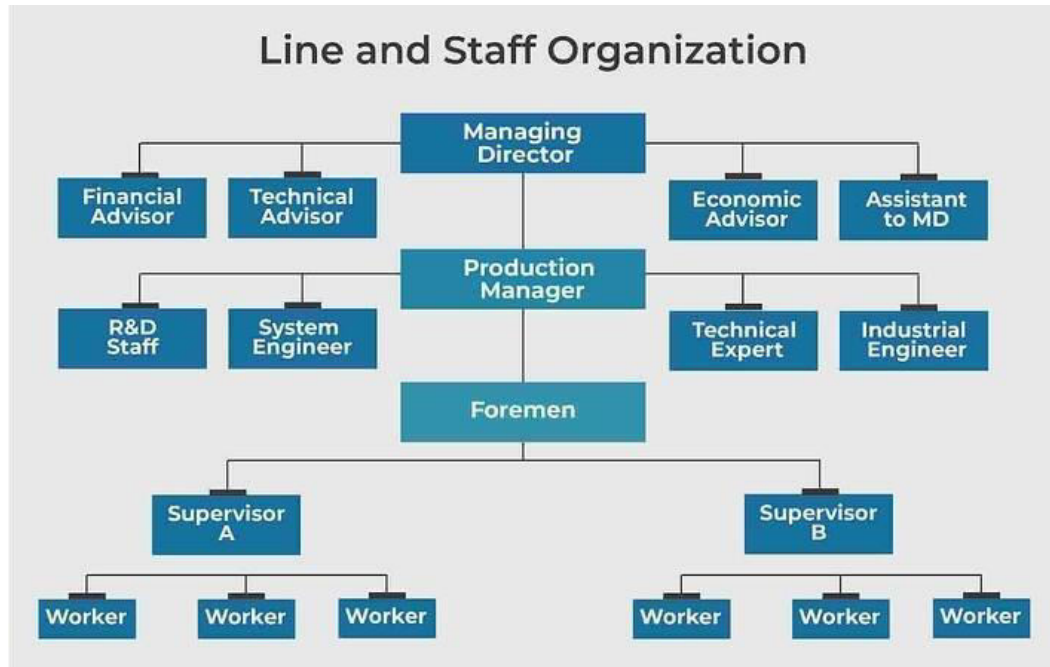 Line and Staff Organization
Managing
Director
Financial
Advisor
Technical
Advisor
Economic
Advisor
Assistant
to MD
Production
Manager
R&D
Staff
System
Engineer
Technical
Expert
Industrial
Engineer
Foremen
Supervisor
A
Supervisor
B
Worker
Worker
Worker
Worker
Worker
Worker